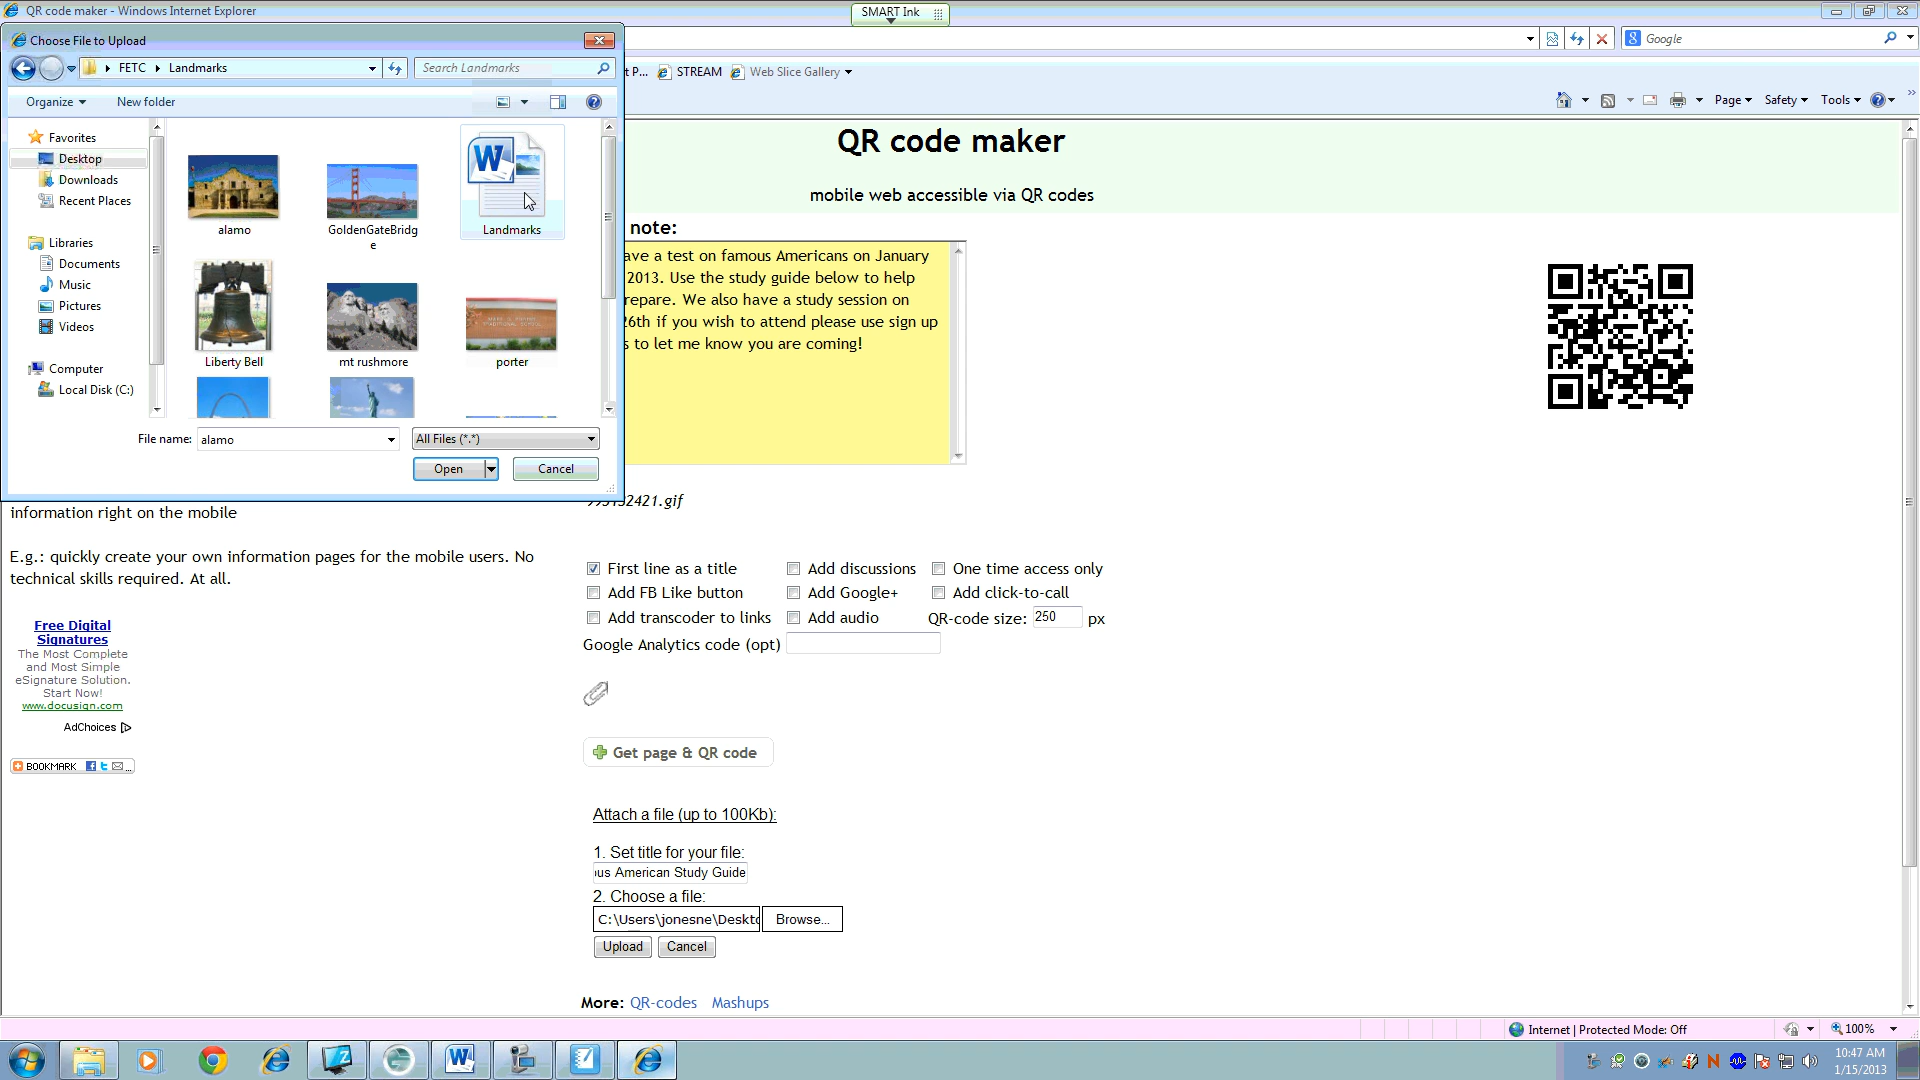 QR code maker - Windows Internet Explorer
SMART Ink
Choose File to Upload
FETC
Landmarks
Search Landmarks
Google
Organize
New folder
t P...
STREAM
Web Slice Gallery
Page
Safety
Tools
Favorites
Desktop
Downloads
Recent Places
Libraries
Documents
Music
Pictures
Videos
Computer
Local Disk (C:)
alamo
GoldenGateBridg
e
Landmarks
Liberty Bell
mt rushmore
porter
File name:
alamo
All Files (*.*)
Open
Cancel
QR code maker
mobile web accessible via QR codes
note:
ave a test on famous Americans on January
2013. Use the study guide below to help
repare. We also have a study session on
26th if you wish to attend please use sign up
s to let me know you are coming!
2421.gif
information right on the mobile
E.g.: quickly create your own information pages for the mobile users. No
technical skills required. At all.
Free Digital
Signatures
The Most Complete
and Most Simple
eSignature Solution.
Start Now!
www.docusign.com
AdChoices
BOOKMARK
First line as a title
Add discussions
One time access only
Add FB Like button
Add Google+
Add click-to-call
Add transcoder to links
Add audio
QR-code size: 250 px
Google Analytics code (opt)
Get page & QR code
Attach a file (up to 100Kb):
1. Set title for your file:
us American Study Guide
2. Choose a file:
C:\Users\jonesne\Deskto
Browse...
Upload
Cancel
More: QR-codes Mashups
Internet | Protected Mode: Off
100%
10:47 AM
1/15/2013